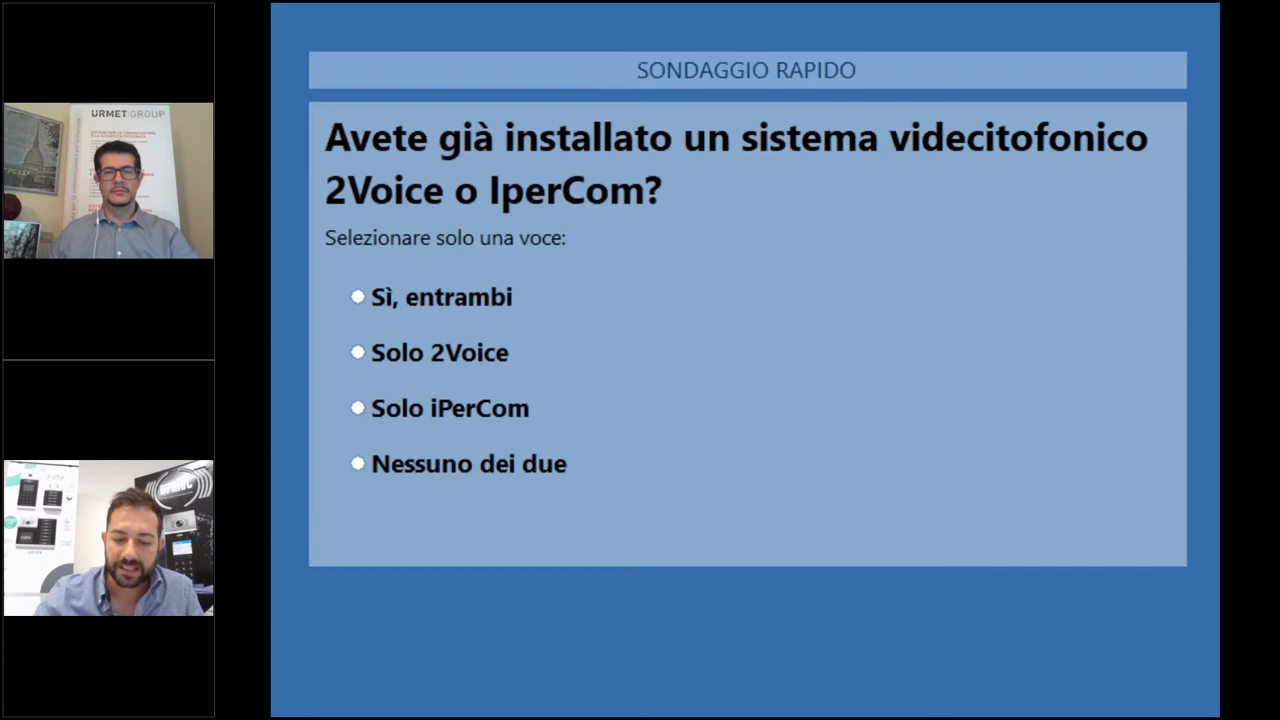 URMET GROUP
SONDAGGIO RAPIDO
Avete già installato un sistema videcitofonico
2Voice o IperCom?
Selezionare solo una voce:
Sì, entrambi
Solo 2Voice
Solo iPerCom
Nessuno dei due